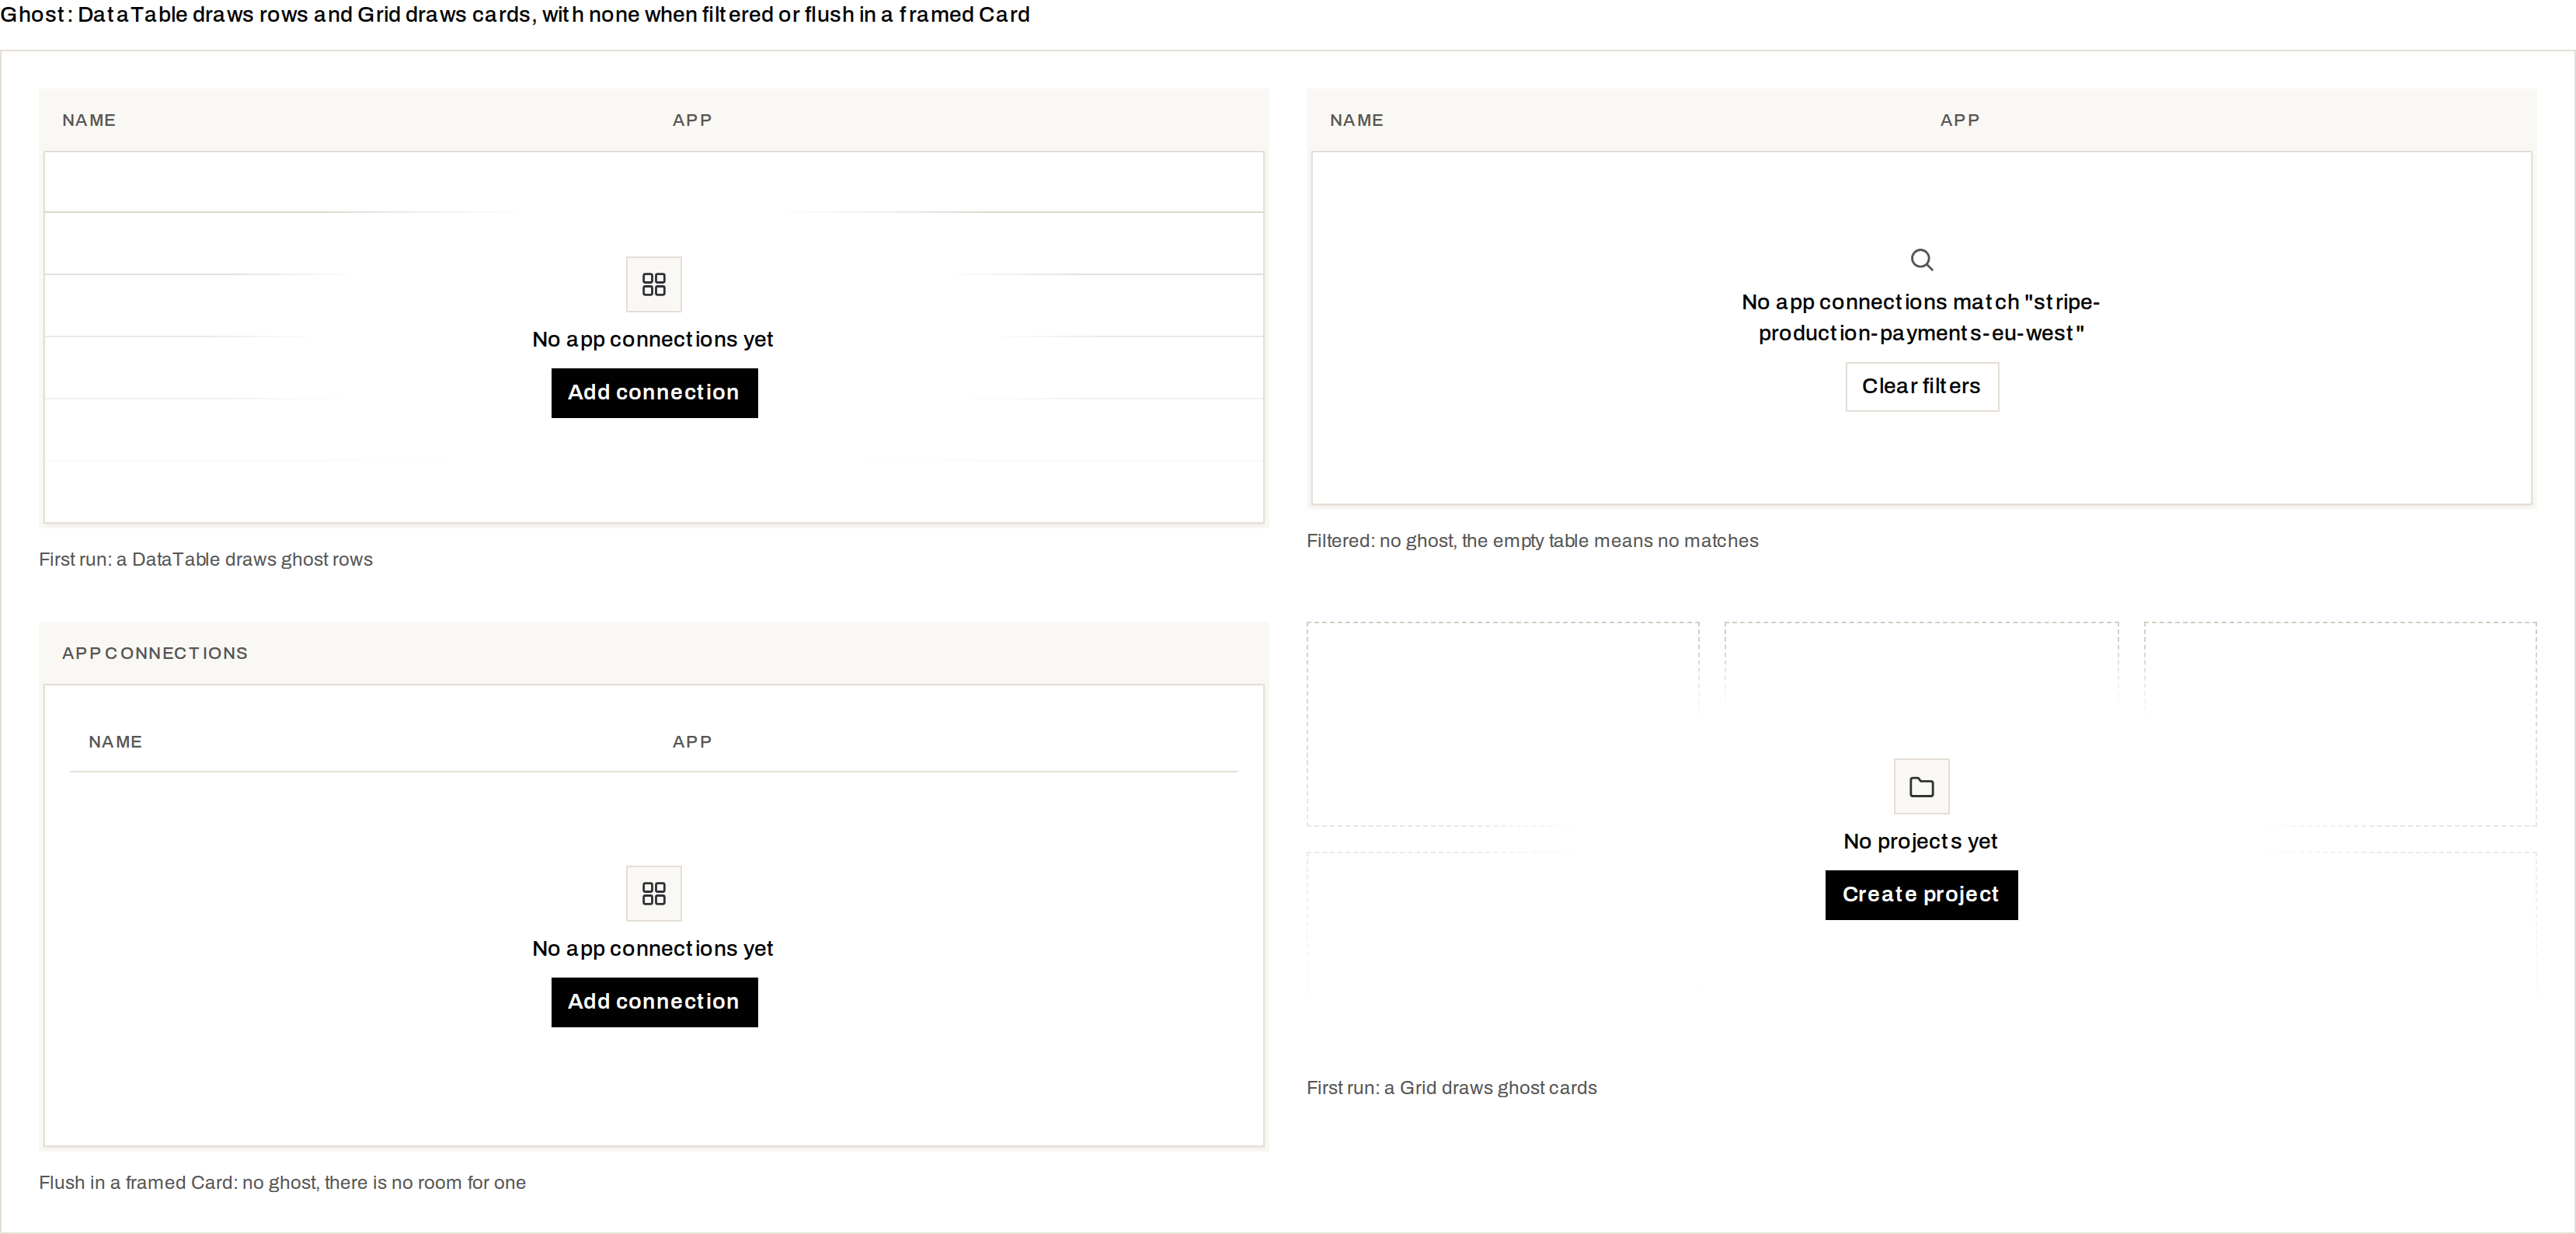 Ghost: DataTable draws rows and Grid draws cards, with none when filtered or flush in a framed Card
NAME
APP
No app connections yet
Add connection
First run: a DataTable draws ghost rows
NAME
APP
No app connections match "stripe-
production-payments-eu-west"
Clear filters
Filtered: no ghost, the empty table means no matches
APP CONNECTIONS
NAME
APP
No app connections yet
Add connection
Flush in a framed Card: no ghost, there is no room for one
No projects yet
Create project
First run: a Grid draws ghost cards